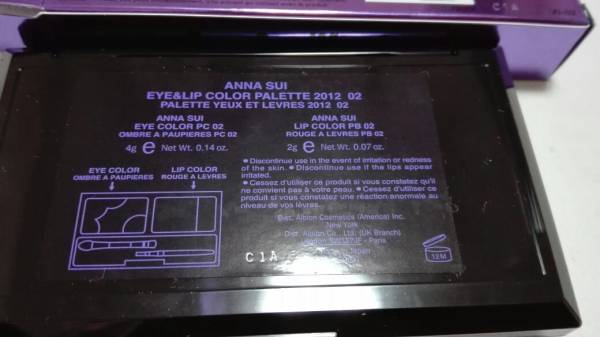 C1A
ANNA SUI
EYE&LIP COLOR PALETTE 2012 02
PALETTE YEUX ET LEVRES 2012 02
ANNA SUI
EYE COLOR PC 02
OMBRE A PAUPIERES PC 02
4g e Net Wt. 0.14 oz.
ANNA SUI
LIP COLOR PB 02
ROUGE A LEVRES PB 02
2g e Net Wt. 0.07 oz.
EYE COLOR
OMBRE A PAUPIERES
LIP COLOR
ROUGE A LEVRES
● Discontinue use in the event of irritation or redness
of the skin. ● Discontinue use if the lips appear
irritated.
● Cessez d'utiliser ce produit si vous constatez qu'il
ne convient pas à votre peau. ● Cessez d'utiliser ce
produit si vous constatez une réaction anormale au
niveau de vos lèvres.
Dist. Albion Cosmetics (America) Inc.
New York
Dist. Albion Co., Ltd. (UK Branch)
London - Paris
Japan
C1A
12M